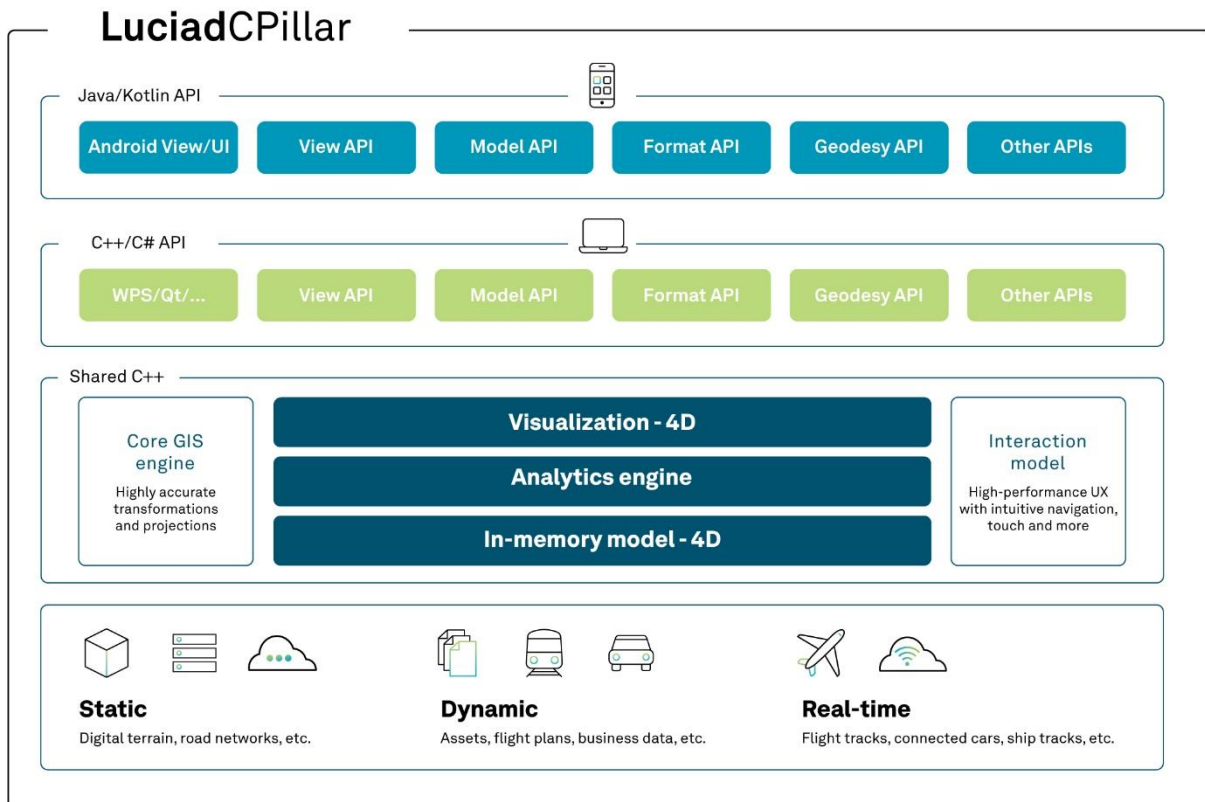 LuciadCPillar
Java/Kotlin API
Android View/UI
View API
Model API
Format API
Geodesy API
Other APIs
C++/C# API
WPS/Qt/...
View API
Model API
Format API
Geodesy API
Other APIs
Shared C++
Core GIS
engine
Highly accurate
transformations
and projections
Visualization - 4D
Analytics engine
In-memory model - 4D
Interaction
model
High-performance UX
with intuitive navigation,
touch and more
Static
Digital terrain, road networks, etc.
Dynamic
Assets, flight plans, business data, etc.
Real-time
Flight tracks, connected cars, ship tracks, etc.